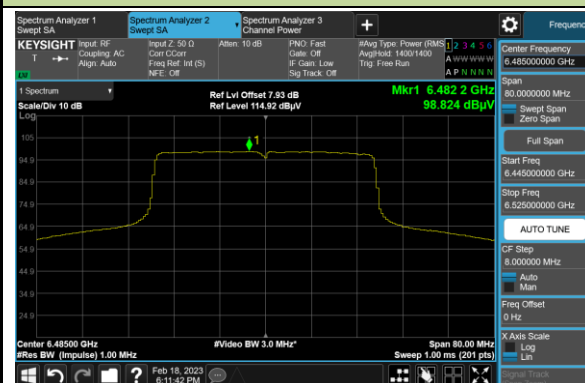 Spectrum Analyzer 1
Swept SA
Spectrum Analyzer 2
Swept SA
Spectrum Analyzer 3
Channel Power
Frequency
KEYSIGHT
T
Input: RF
Coupling: AC
Align: Auto
Input Z: 50 Ω
Corr CCorr
Freq Ref: Int (S)
NFE: Off
Atten: 10 dB
PNO: Fast
Gate: Off
IF Gain: Low
Sig Track: Off
#Avg Type: Power (RMS)
Avg|Hold: 1400/1400
Trig: Free Run
1 2 3 4 5 6
A W W W W W
A P N N N N
1 Spectrum
Scale/Div 10 dB
Log
Ref Lvl Offset 7.93 dB
Ref Level 114.92 dBµV
Mkr1 6.482 2 GHz
98.824 dBµV
1
105
94.9
84.9
74.9
64.9
54.9
44.9
34.9
24.9
Center 6.48500 GHz
#Res BW (Impulse) 1.00 MHz
#Video BW 3.0 MHz*
Span 80.00 MHz
Sweep 1.00 ms (201 pts)
Feb 18, 2023
6:11:42 PM
Center Frequency
6.485000000 GHz
Span
80.0000000 MHz
Swept Span
Zero Span
Full Span
Start Freq
6.445000000 GHz
Stop Freq
6.525000000 GHz
AUTO TUNE
CF Step
8.000000 MHz
Auto
Man
Freq Offset
0 Hz
X Axis Scale
Log
Lin
Signal Track